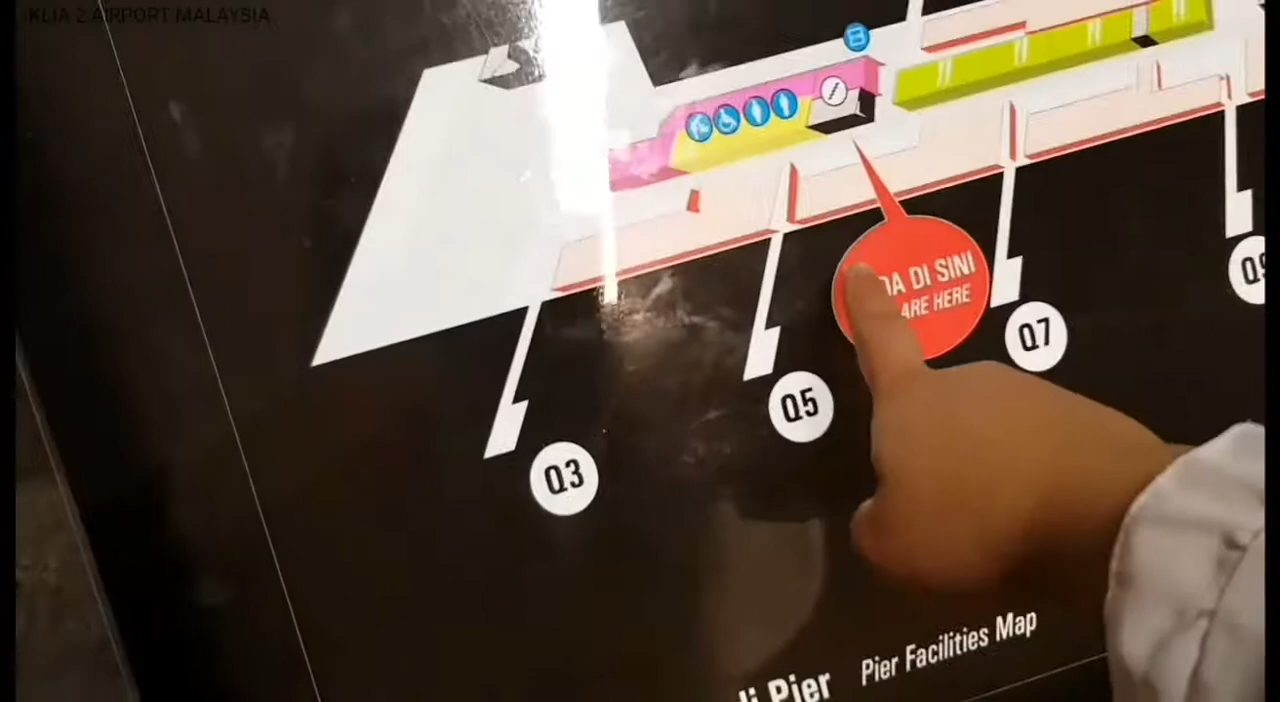 KLIA 2 AIRPORT MALAYSIA
DI SINI
ARE HERE
Q7
Q5
Q3
Pier
Pier Facilities Map